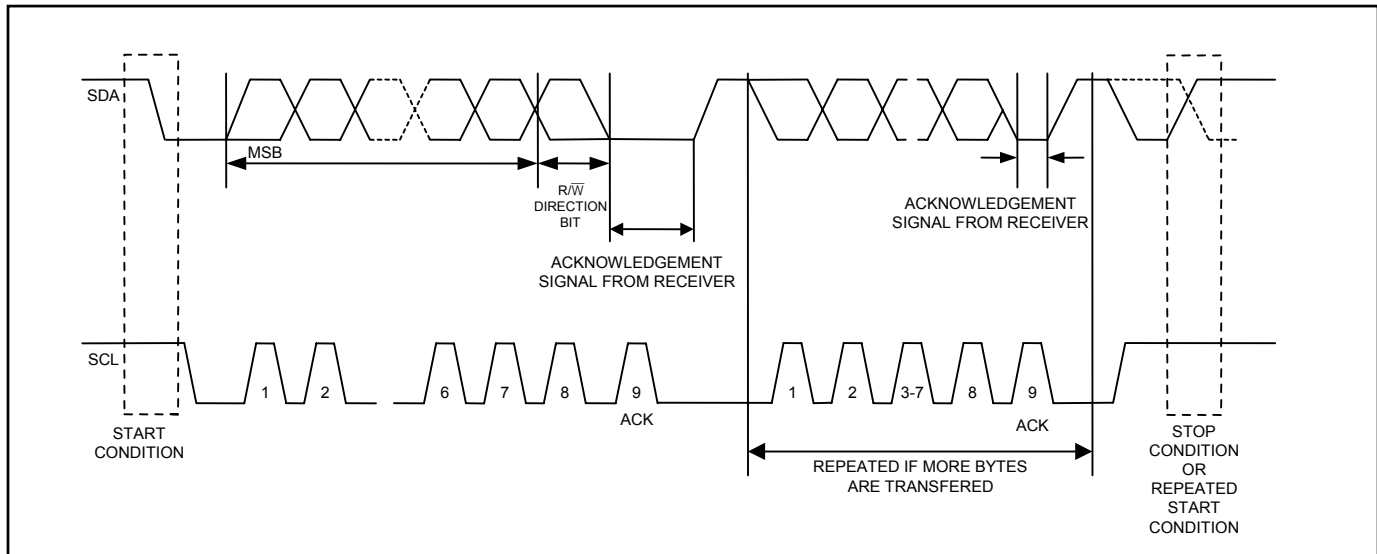 SDA
MSB
R/W̅
DIRECTION
BIT
ACKNOWLEDGEMENT
SIGNAL FROM RECEIVER
ACKNOWLEDGEMENT
SIGNAL FROM RECEIVER
SCL
1
2
6
7
8
9
ACK
1
2
3-7
8
9
ACK
START
CONDITION
REPEATED IF MORE BYTES
ARE TRANSFERED
STOP
CONDITION
OR
REPEATED
START
CONDITION